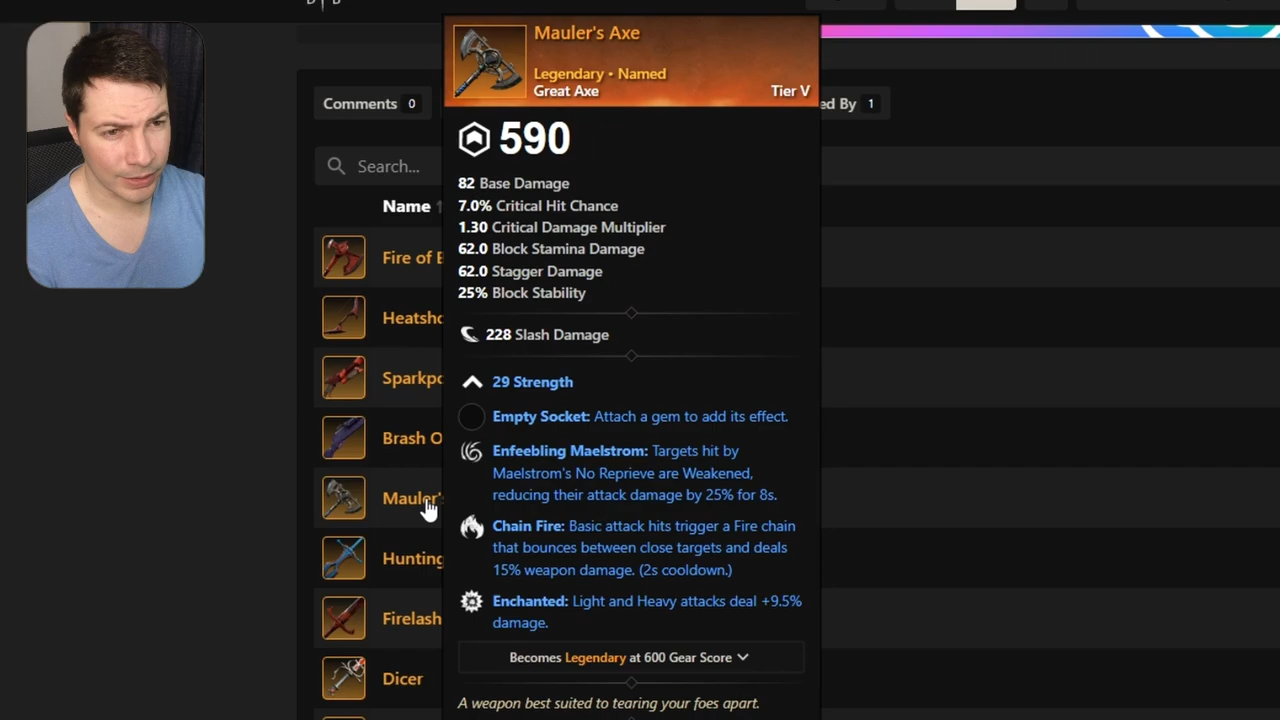 Mauler's Axe
Legendary • Named
Great Axe
Tier V
Comments 0
ed By 1
590
Search...
82 Base Damage
7.0% Critical Hit Chance
Name
1.30 Critical Damage Multiplier
62.0 Block Stamina Damage
Fire of
62.0 Stagger Damage
25% Block Stability
Heatsh
228 Slash Damage
Sparkpo
29 Strength
Empty Socket: Attach a gem to add its effect.
Brash O
Enfeebling Maelstrom: Targets hit by
Maelstrom's No Reprieve are Weakened,
reducing their attack damage by 25% for 8s.
Mauler'
Chain Fire: Basic attack hits trigger a Fire chain
that bounces between close targets and deals
15% weapon damage. (2s cooldown.)
Hunting
Enchanted: Light and Heavy attacks deal +9.5%
damage.
Firelash
Becomes Legendary at 600 Gear Score
Dicer
A weapon best suited to tearing your foes apart.